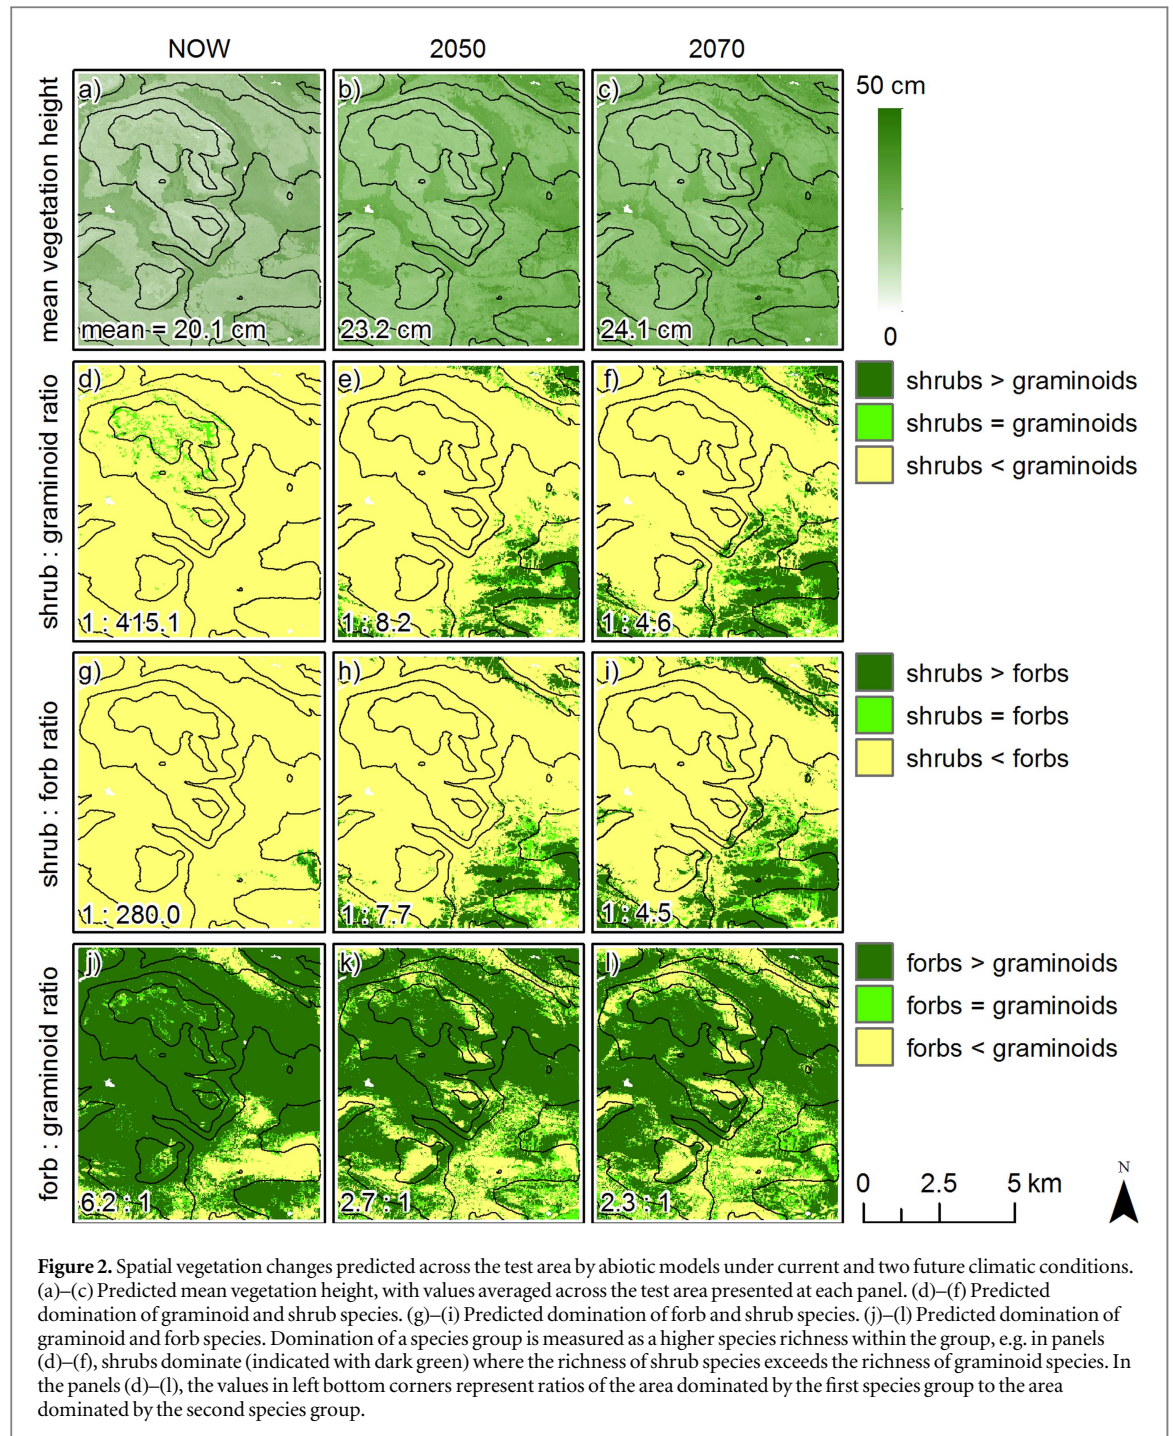 NOW 2050 2070
mean vegetation height
a) b) c)
mean = 20.1 cm 23.2 cm 24.1 cm
50 cm
0
shrub : graminoid ratio
d) e) f)
1 : 415.1 1 : 8.2 1 : 4.6
shrubs > graminoids
shrubs = graminoids
shrubs < graminoids
shrub : forb ratio
g) h) i)
1 : 280.0 1 : 7.7 1 : 4.5
shrubs > forbs
shrubs = forbs
shrubs < forbs
forb : graminoid ratio
j) k) l)
6.2 : 1 2.7 : 1 2.3 : 1
forbs > graminoids
forbs = graminoids
forbs < graminoids
0 2.5 5 km
N
Figure 2. Spatial vegetation changes predicted across the test area by abiotic models under current and two future climatic conditions.
(a)–(c) Predicted mean vegetation height, with values averaged across the test area presented at each panel. (d)–(f) Predicted
domination of graminoid and shrub species. (g)–(i) Predicted domination of forb and shrub species. (j)–(l) Predicted domination of
graminoid and forb species. Domination of a species group is measured as a higher species richness within the group, e.g. in panels
(d)–(f), shrubs dominate (indicated with dark green) where the richness of shrub species exceeds the richness of graminoid species. In
the panels (d)–(l), the values in left bottom corners represent ratios of the area dominated by the first species group to the area
dominated by the second species group.